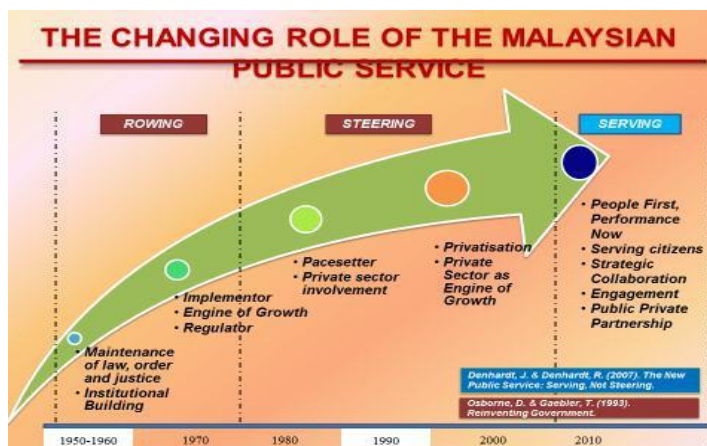 THE CHANGING ROLE OF THE MALAYSIAN
PUBLIC SERVICE
ROWING
STEERING
SERVING
• Maintenance
of law, order
and justice
• Institutional
Building
• Implementor
• Engine of Growth
• Regulator
• Pacesetter
• Private sector
involvement
• Privatisation
• Private
Sector as
Engine of
Growth
• People First,
Performance
Now
• Serving citizens
• Strategic
Collaboration
• Engagement
• Public Private
Partnership
Denhardt, J. & Denhardt, R. (2007). The New
Public Service: Serving, Not Steering.
Osborne, D. & Gaebler, T. (1993).
Reinventing Government.
1950-1960 1970 1980 1990 2000 2010